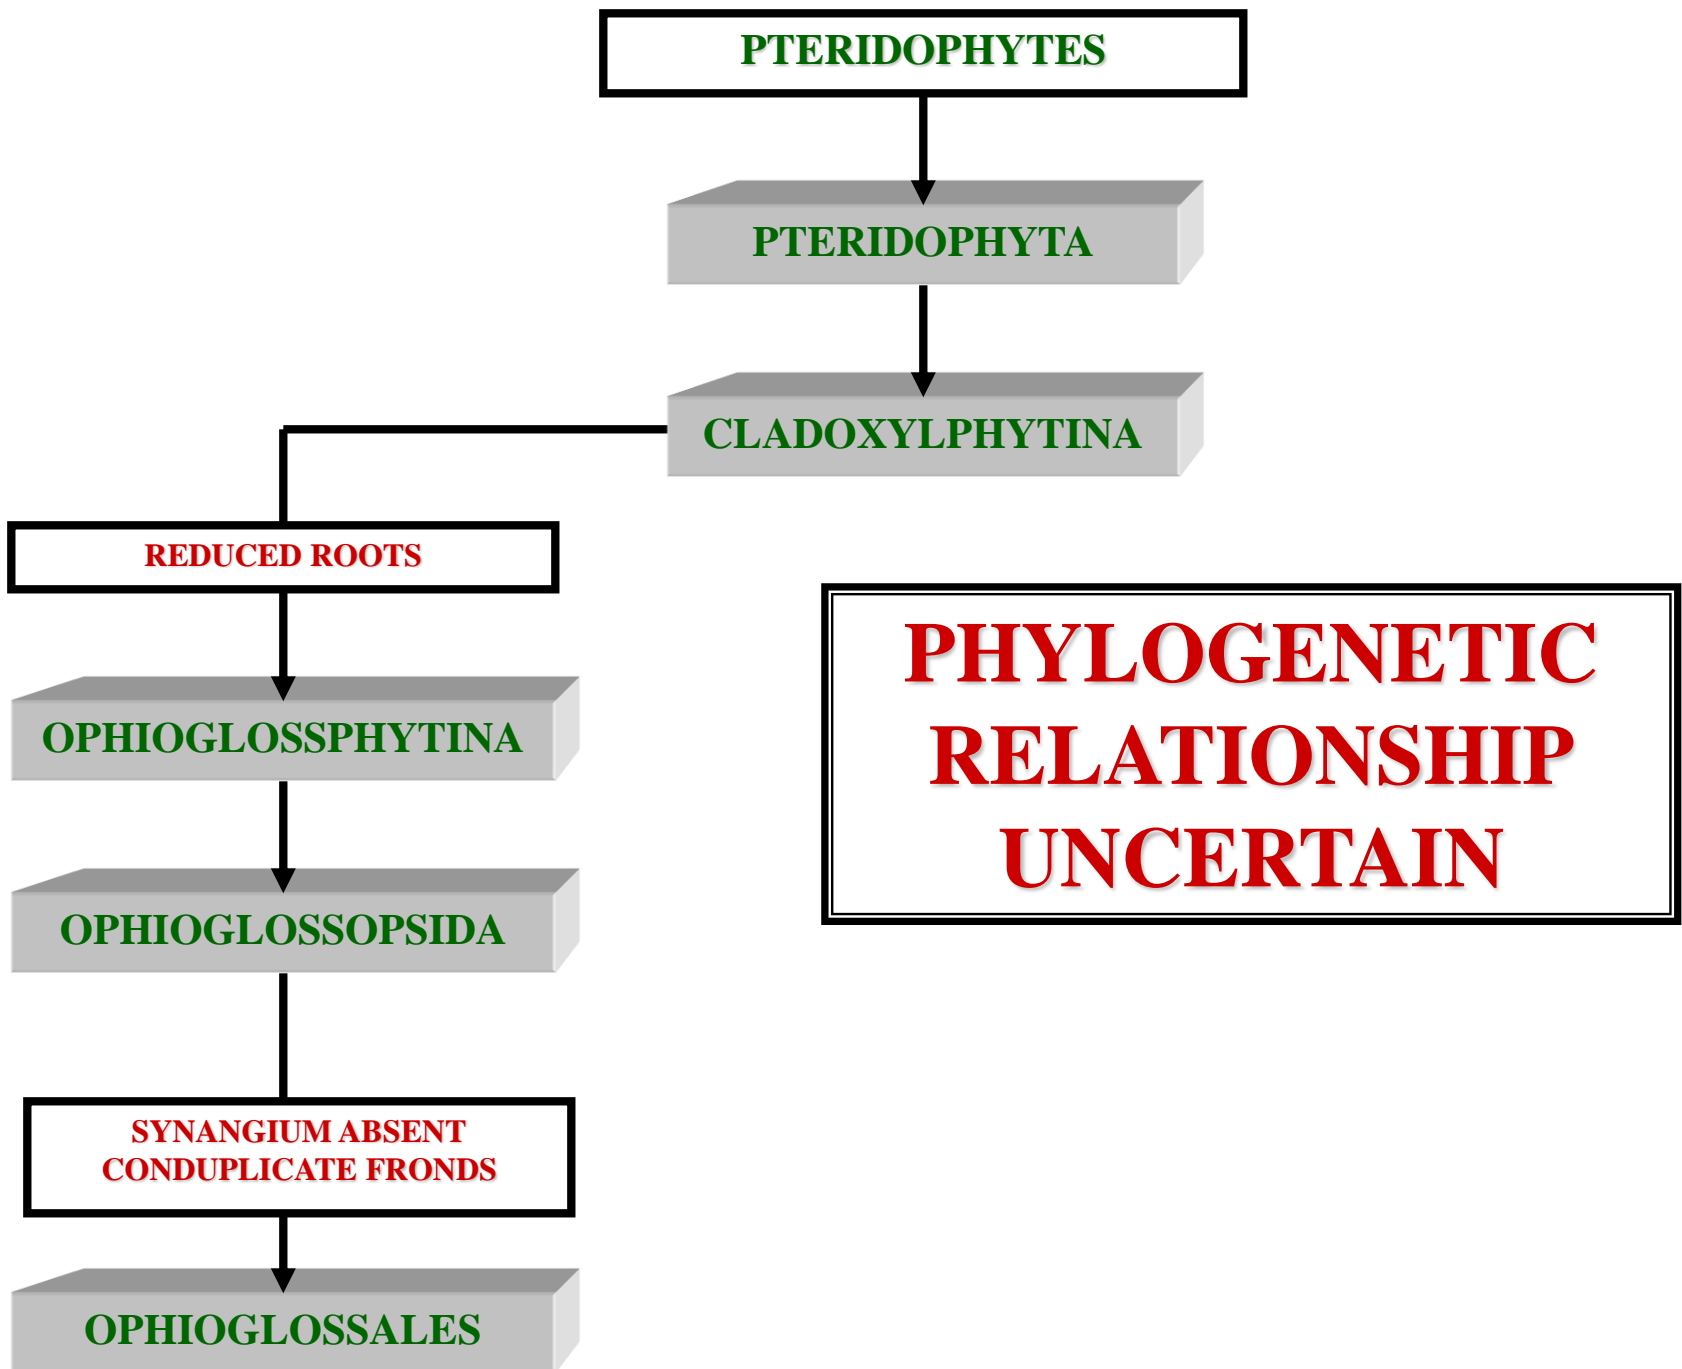 PTERIDOPHYTES
PTERIDOPHYTA
CLADOXYLPHYTINA
REDUCED ROOTS
OPHIOGLOSSPHYTINA
OPHIOGLOSSOPSIDA
SYNANGIUM ABSENT
CONDUPLICATE FRONDS
OPHIOGLOSSALES
PHYLOGENETIC
RELATIONSHIP
UNCERTAIN